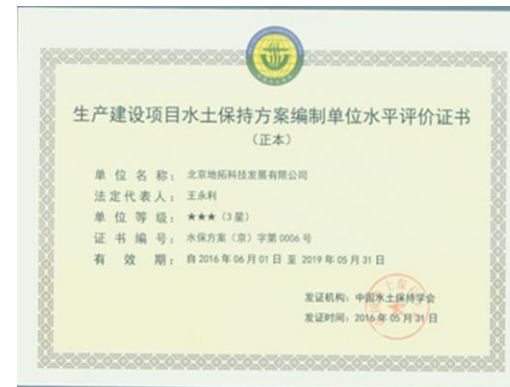 生产建设项目水土保持方案编制单位水平评价证书
（正本）
单位名称：北京地拓科技发展有限公司
法定代表人：王永利
单位等级：★★★（3星）
证书编号：水保方案（京）字第0006号
有效期：自2016年06月01日至2019年05月31日
发证机构：中国水土保持学会
发证时间：2016年05月31日